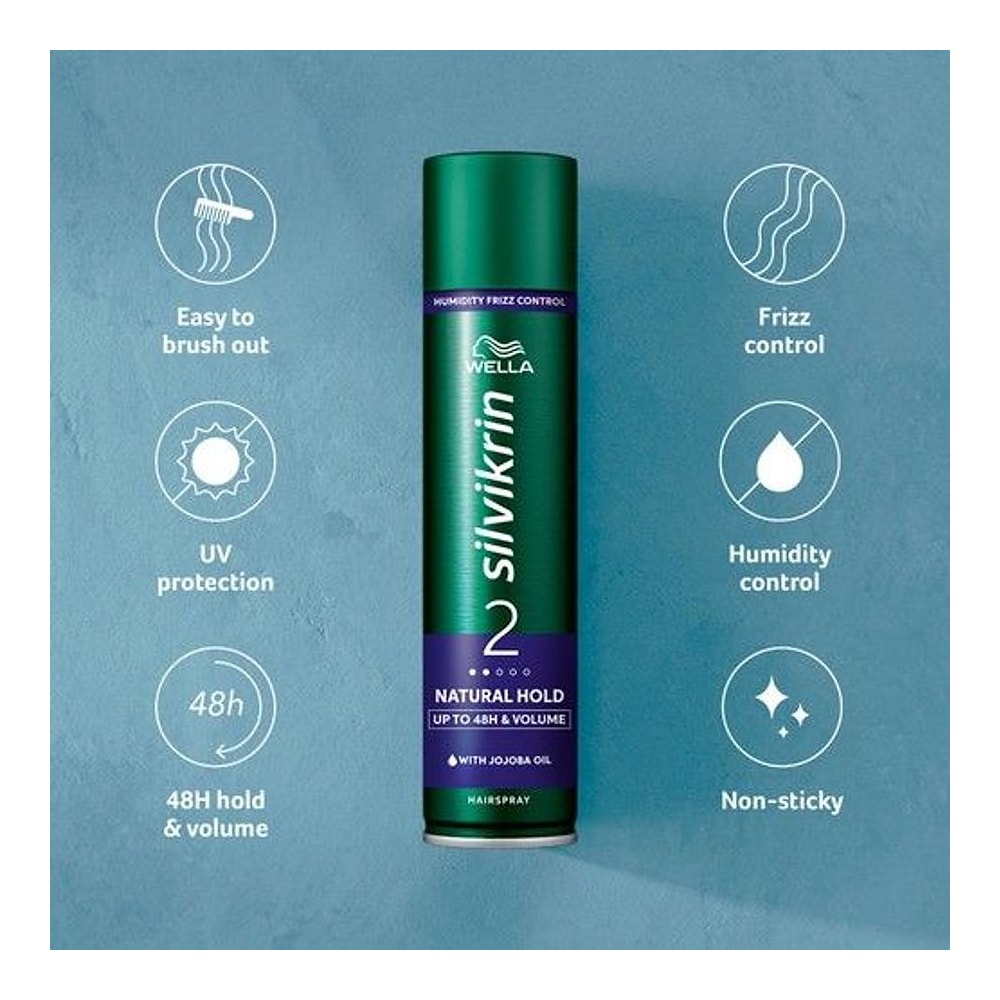 Easy to
brush out
UV
protection
48h
48H hold
& volume
HUMIDITY FRIZZ CONTROL
WELLA
silvikrin
2
NATURAL HOLD
UP TO 48H & VOLUME
WITH JOJOBA OIL
HAIRSPRAY
Frizz
control
Humidity
control
Non-sticky